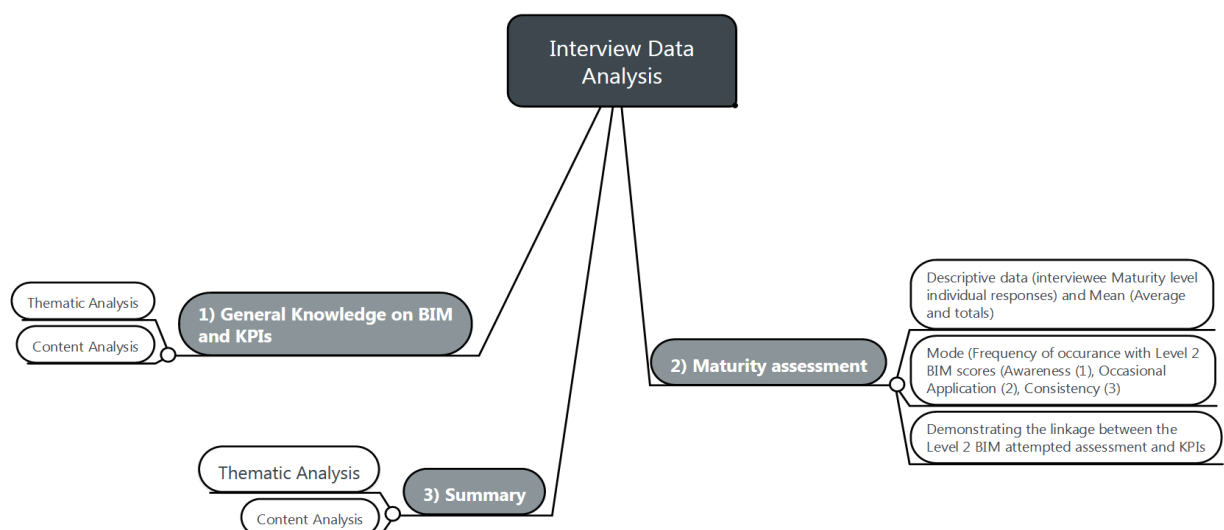 Interview Data
Analysis
Thematic Analysis
Content Analysis
1) General Knowledge on BIM
and KPIs
2) Maturity assessment
Descriptive data (interviewee Maturity level
individual responses) and Mean (Average
and totals)
Mode (Frequency of occurance with Level 2
BIM scores (Awareness (1), Occasional
Application (2), Consistency (3)
Demonstrating the linkage between the
Level 2 BIM attempted assessment and KPIs
Thematic Analysis
Content Analysis
3) Summary